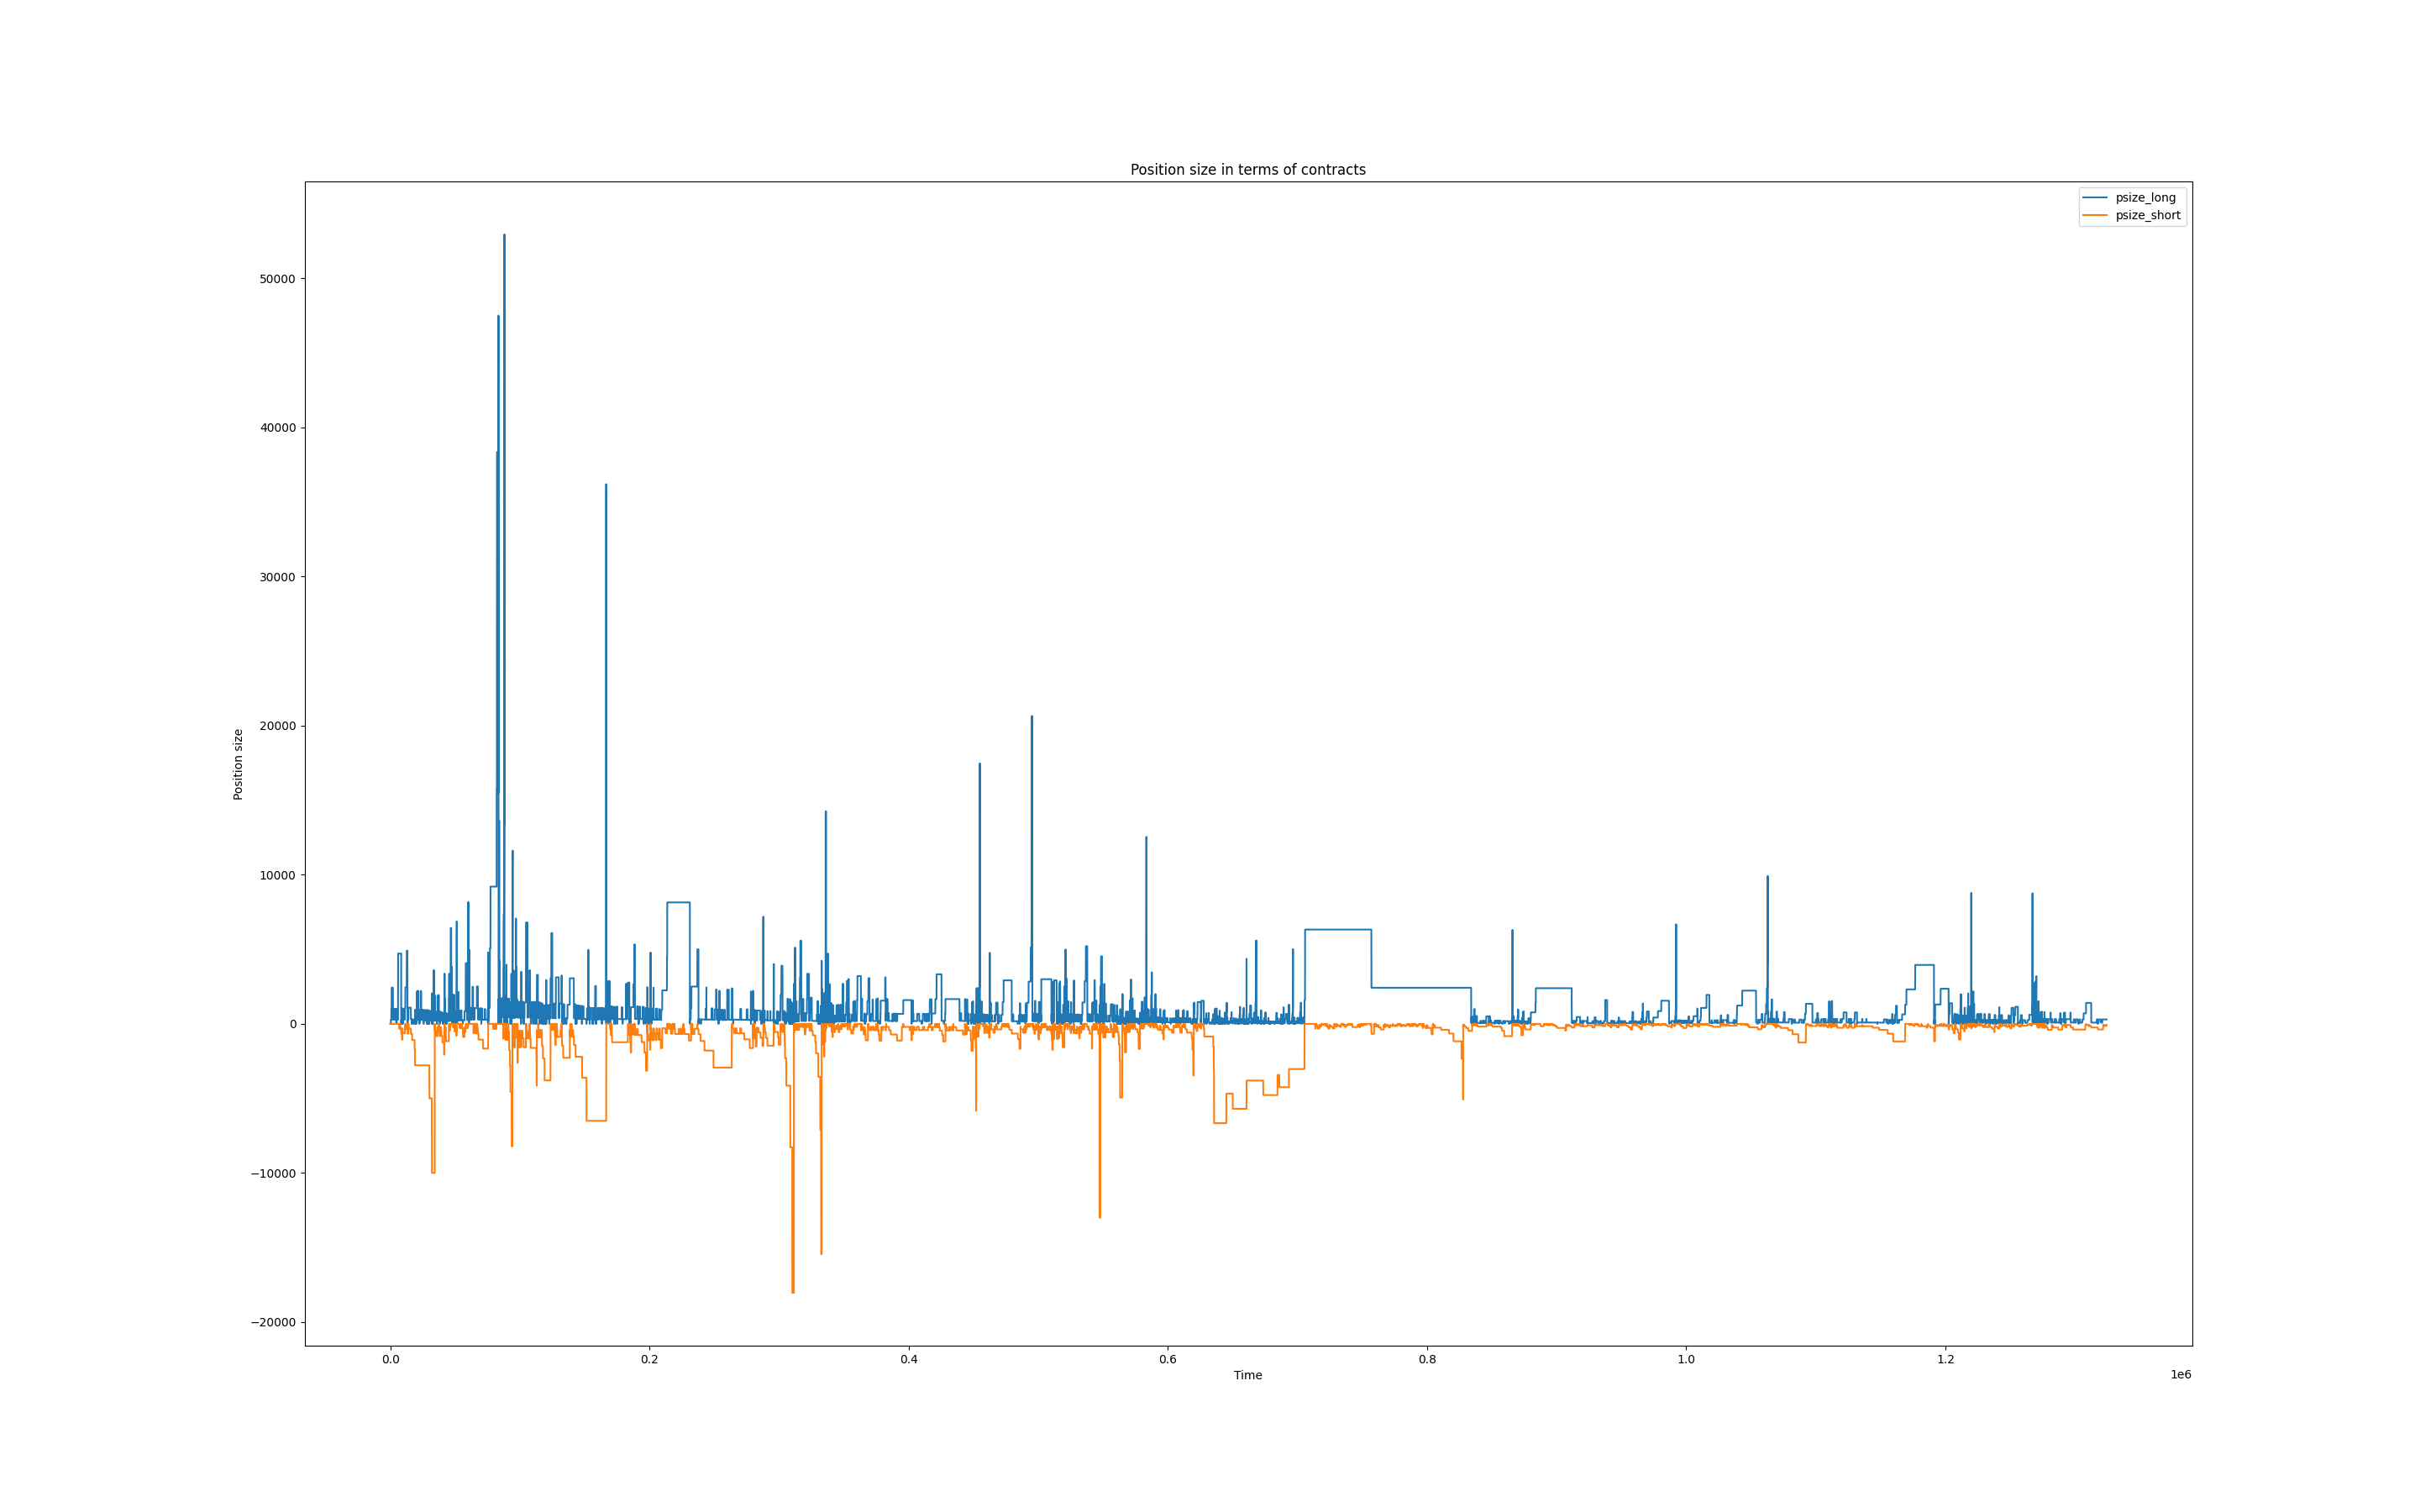 Position size in terms of contracts
psize_long
psize_short
50000
40000
30000
20000
10000
0
−10000
−20000
Position size
0.0 0.2 0.4 0.6 0.8 1.0 1.2
Time
1e6